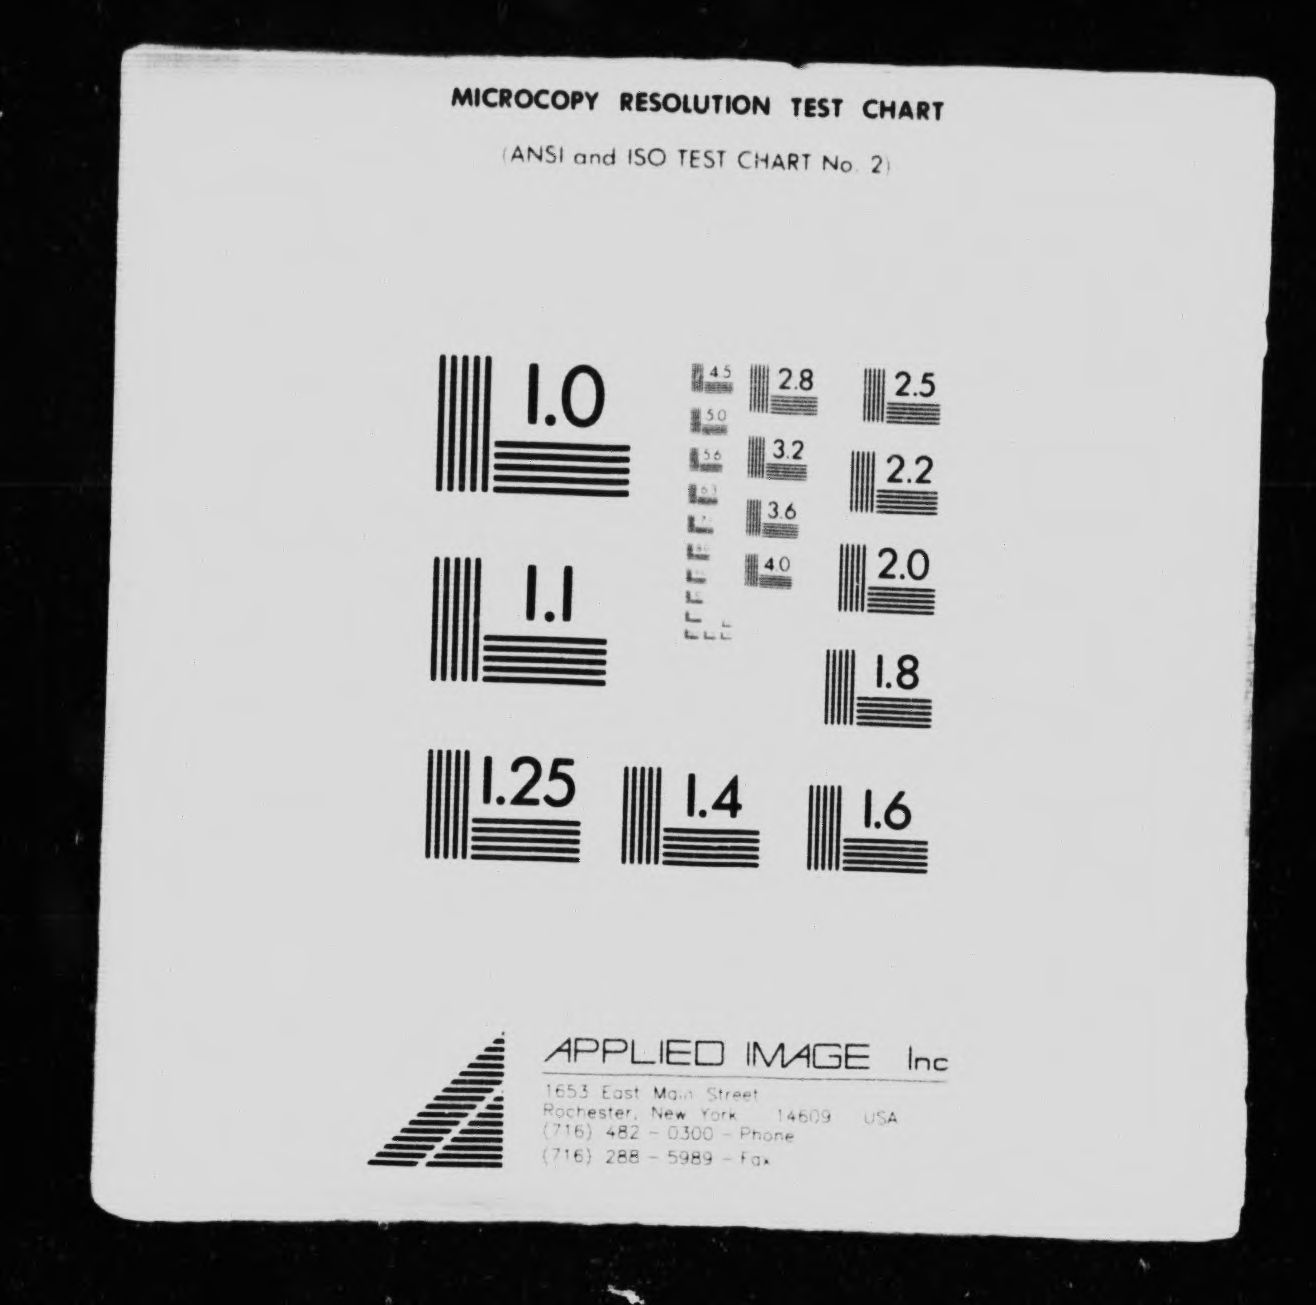 MICROCOPY RESOLUTION TEST CHART
(ANSI and ISO TEST CHART No. 2)
1.0
1.1
1.25
1.4
1.6
1.8
2.0
2.2
2.5
2.8
3.2
3.6
4.0
4.5
5.0
5.6
6.3
APPLIED IMAGE Inc
1653 East Main Street
Rochester, New York 14609 USA
(716) 482 - 0300 - Phone
(716) 288 - 5989 - Fax